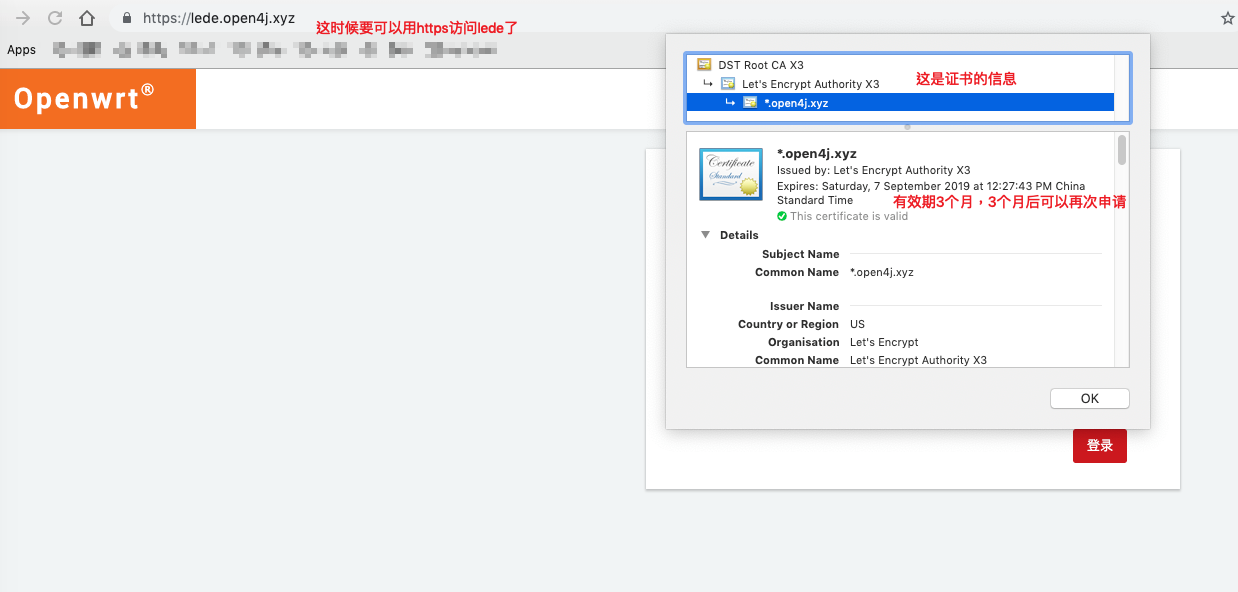 https://lede.open4j.xyz
这时候要可以用https访问lede了
Apps
Openwrt®
DST Root CA X3
Let's Encrypt Authority X3
这是证书的信息
*.open4j.xyz
*.open4j.xyz
Issued by: Let's Encrypt Authority X3
Expires: Saturday, 7 September 2019 at 12:27:43 PM China
Standard Time
有效期3个月，3个月后可以再次申请
This certificate is valid
Details
Subject Name
Common Name *.open4j.xyz
Issuer Name
Country or Region US
Organisation Let's Encrypt
Common Name Let's Encrypt Authority X3
OK
登录